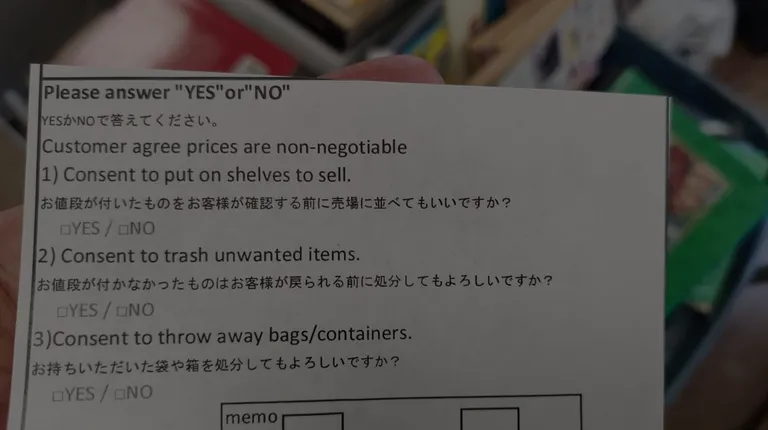 Please answer "YES"or"NO"
YESかNOで答えてください。
Customer agree prices are non-negotiable
1) Consent to put on shelves to sell.
お値段が付いたものをお客様が確認する前に売場に並べてもいいですか？
□YES / □NO
2) Consent to trash unwanted items.
お値段が付かなかったものはお客様が戻られる前に処分してもよろしいですか？
□YES / □NO
3)Consent to throw away bags/containers.
お持ちいただいた袋や箱を処分してもよろしいですか？
□YES / □NO
memo